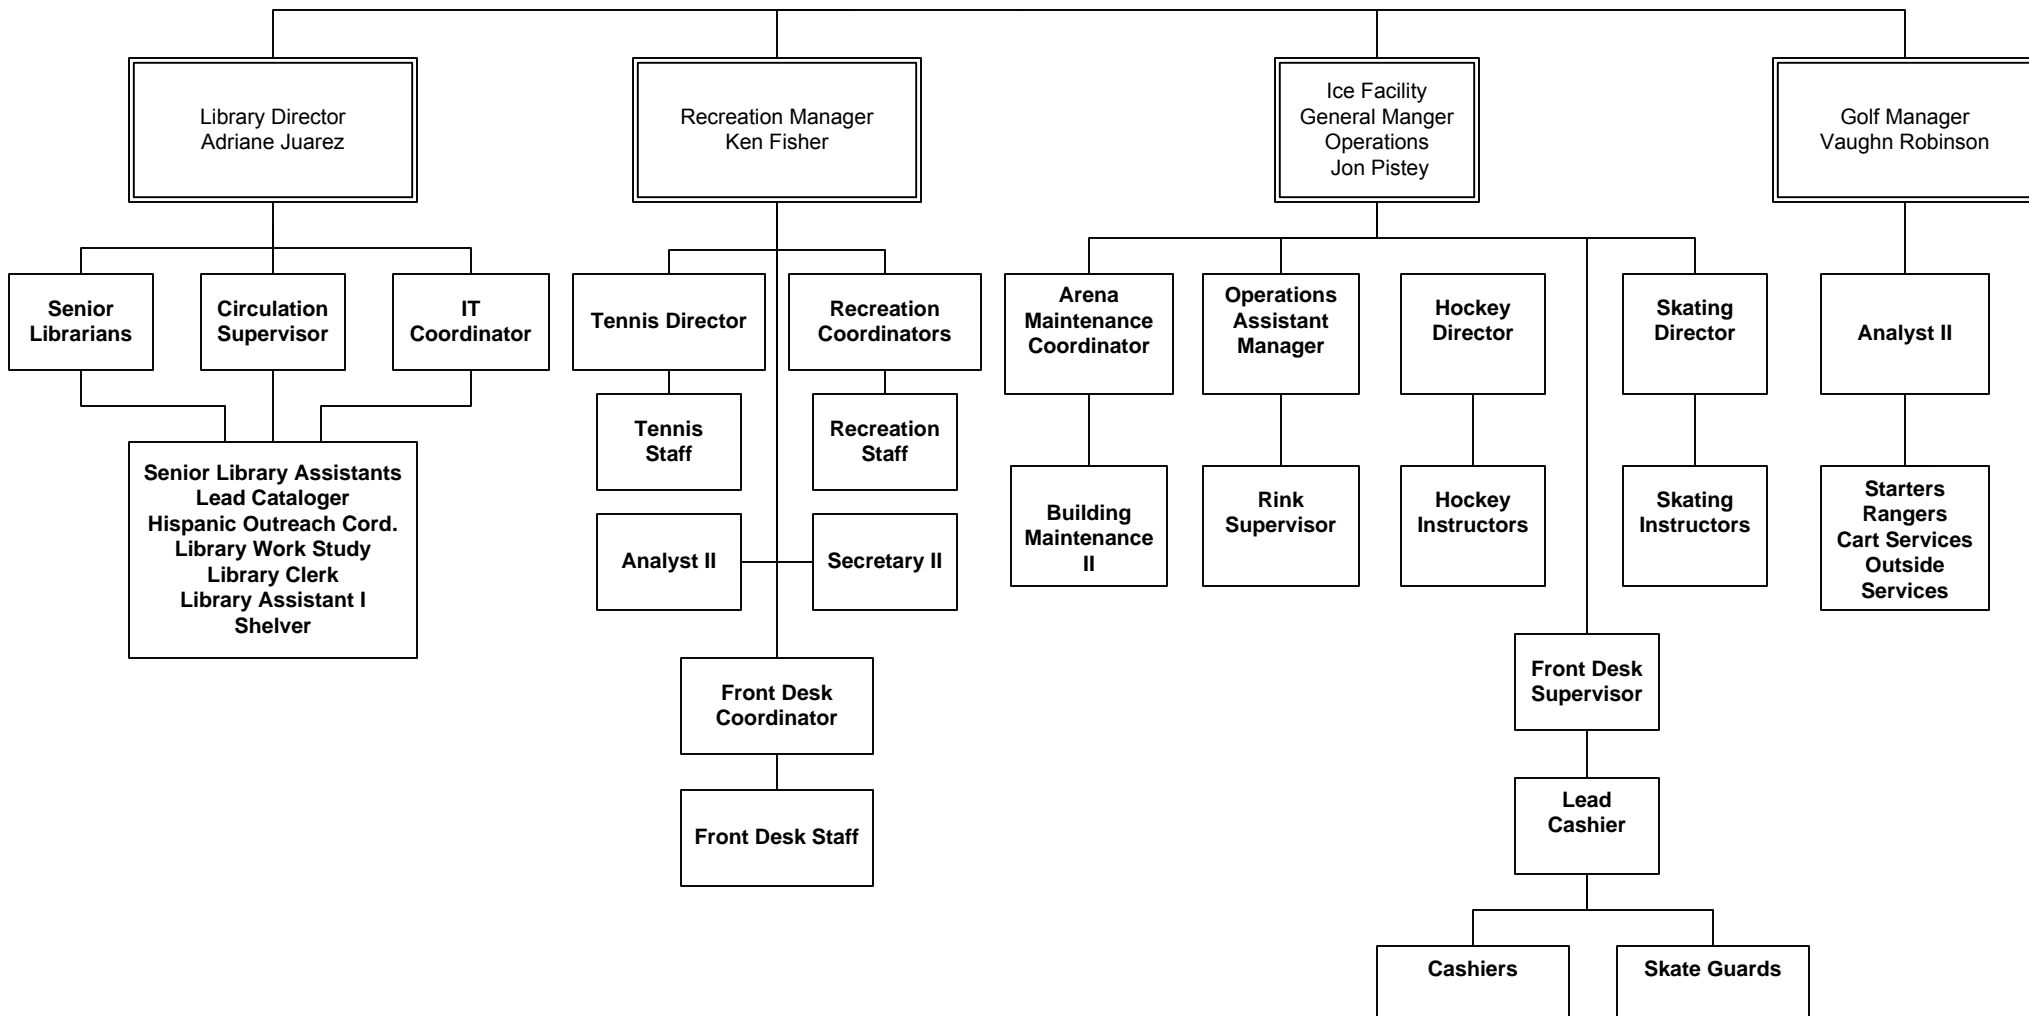 Library Director
Adriane Juarez
Recreation Manager
Ken Fisher
Ice Facility
General Manger
Operations
Jon Pistey
Golf Manager
Vaughn Robinson
Senior
Librarians
Circulation
Supervisor
IT
Coordinator
Tennis Director
Recreation
Coordinators
Arena
Maintenance
Coordinator
Operations
Assistant
Manager
Hockey
Director
Skating
Director
Analyst II
Senior Library Assistants
Lead Cataloger
Hispanic Outreach Cord.
Library Work Study
Library Clerk
Library Assistant I
Shelver
Tennis
Staff
Recreation
Staff
Building
Maintenance
II
Rink
Supervisor
Hockey
Instructors
Skating
Instructors
Starters
Rangers
Cart Services
Outside
Services
Analyst II
Secretary II
Front Desk
Coordinator
Front Desk
Supervisor
Front Desk Staff
Lead
Cashier
Cashiers
Skate Guards